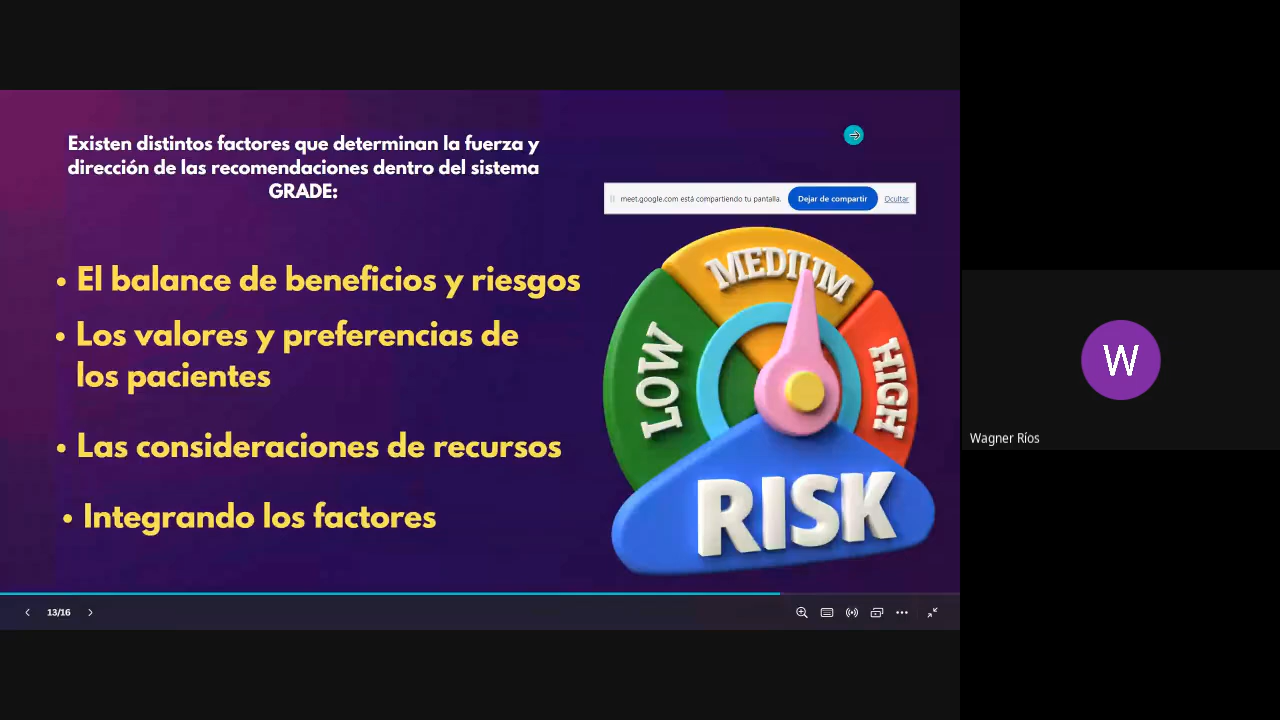 Existen distintos factores que determinan la fuerza y
dirección de las recomendaciones dentro del sistema
GRADE:
meet.google.com está compartiendo tu pantalla.
Dejar de compartir
Ocultar
• El balance de beneficios y riesgos
• Los valores y preferencias de
los pacientes
• Las consideraciones de recursos
• Integrando los factores
LOW
MEDIUM
HIGH
RISK
13/16
W
Wagner Ríos